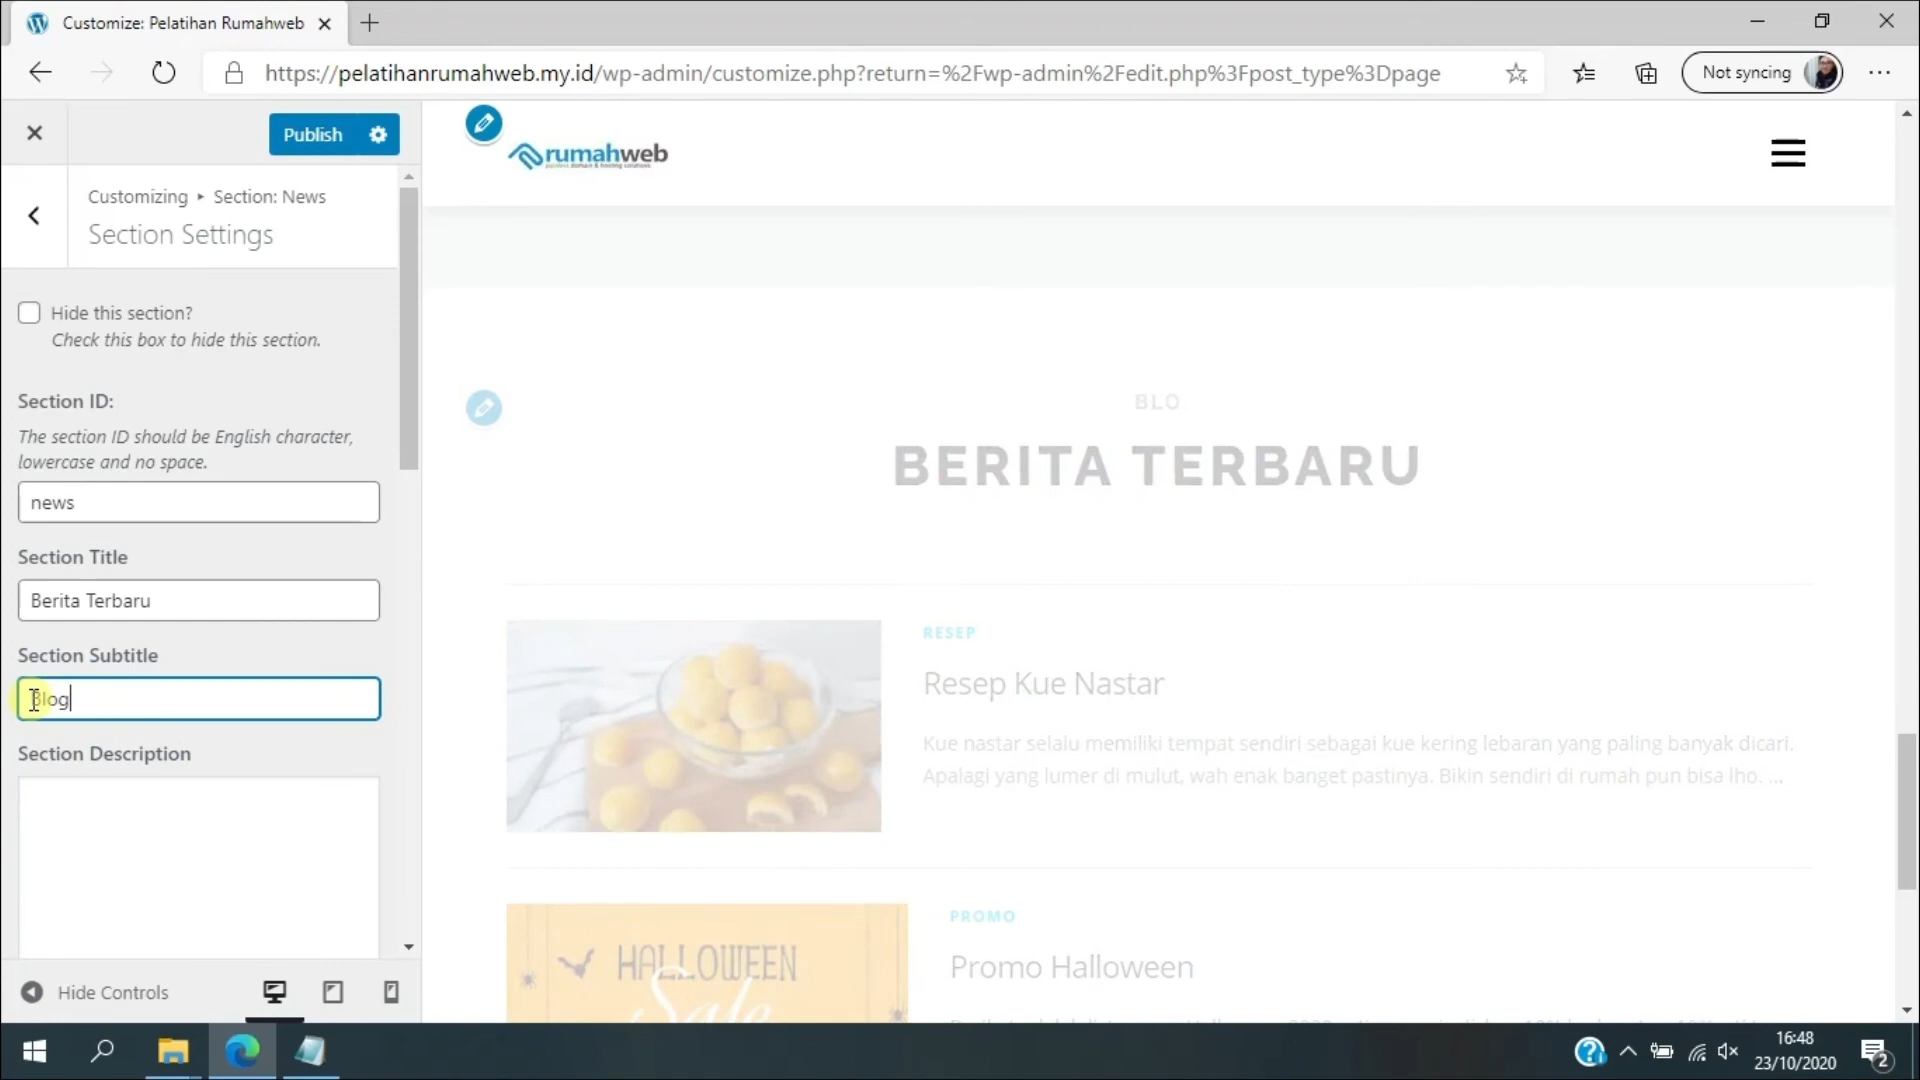 Customize: Pelatihan Rumahweb
https://pelatihanrumahweb.my.id/wp-admin/customize.php?return=%2Fwp-admin%2Fedit.php%3Fpost_type%3Dpage
Not syncing
Publish
Customizing ▸ Section: News
Section Settings
Hide this section?
Check this box to hide this section.
Section ID:
The section ID should be English character,
lowercase and no space.
news
Section Title
Berita Terbaru
Section Subtitle
Blog
Section Description
Hide Controls
rumahweb
BLO
BERITA TERBARU
RESEP
Resep Kue Nastar
Kue nastar selalu memiliki tempat sendiri sebagai kue kering lebaran yang paling banyak dicari.
Apalagi yang lumer di mulut, wah enak banget pastinya. Bikin sendiri di rumah pun bisa lho. ...
HALLOWEEN
Sale
PROMO
Promo Halloween
16:48
23/10/2020
2